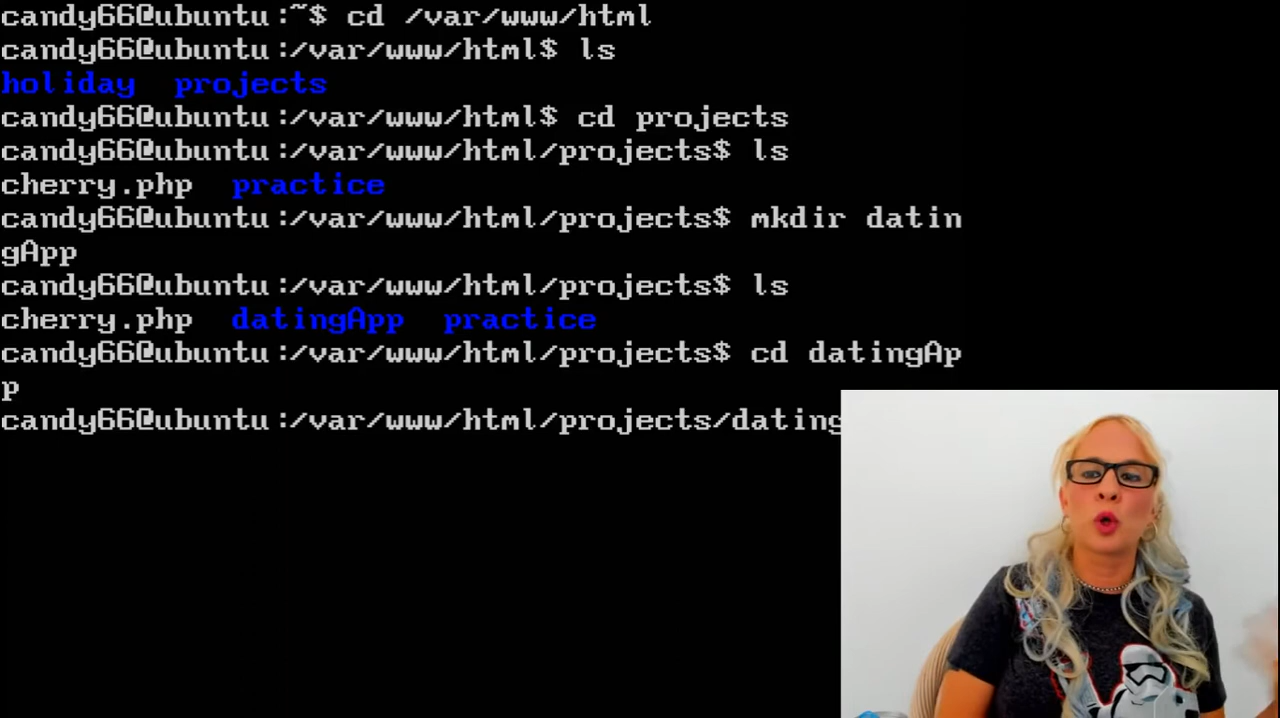 candy66@ubuntu:~$ cd /var/www/html
candy66@ubuntu:/var/www/html$ ls
holiday  projects
candy66@ubuntu:/var/www/html$ cd projects
candy66@ubuntu:/var/www/html/projects$ ls
cherry.php  practice
candy66@ubuntu:/var/www/html/projects$ mkdir datin
gApp
candy66@ubuntu:/var/www/html/projects$ ls
cherry.php  datingApp  practice
candy66@ubuntu:/var/www/html/projects$ cd datingAp
p
candy66@ubuntu:/var/www/html/projects/dating